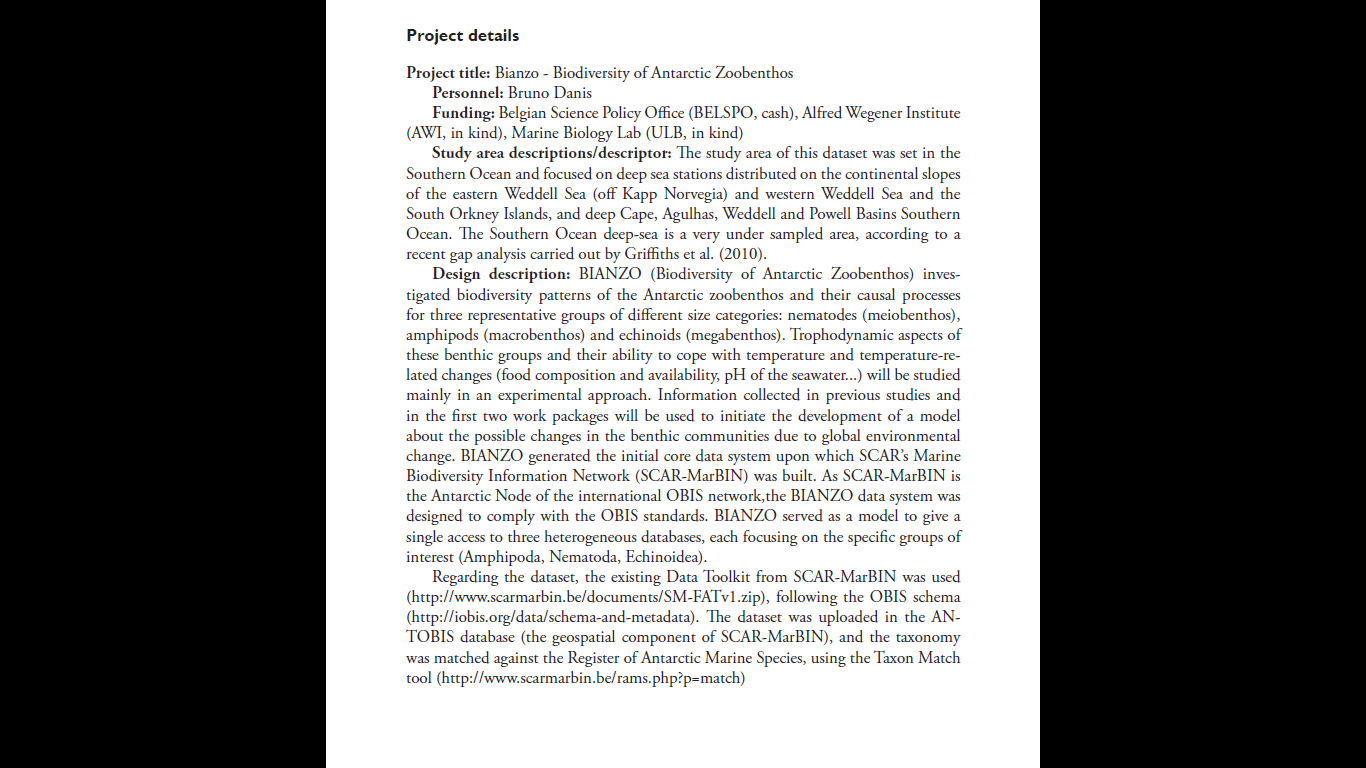 Project details
Project title: Bianzo - Biodiversity of Antarctic Zoobenthos
Personnel: Bruno Danis
Funding: Belgian Science Policy Office (BELSPO, cash), Alfred Wegener Institute
(AWI, in kind), Marine Biology Lab (ULB, in kind)
Study area descriptions/descriptor: The study area of this dataset was set in the
Southern Ocean and focused on deep sea stations distributed on the continental slopes
of the eastern Weddell Sea (off Kapp Norvegia) and western Weddell Sea and the
South Orkney Islands, and deep Cape, Agulhas, Weddell and Powell Basins Southern
Ocean. The Southern Ocean deep-sea is a very under sampled area, according to a
recent gap analysis carried out by Griffiths et al. (2010).
Design description: BIANZO (Biodiversity of Antarctic Zoobenthos) inves-
tigated biodiversity patterns of the Antarctic zoobenthos and their causal processes
for three representative groups of different size categories: nematodes (meiobenthos),
amphipods (macrobenthos) and echinoids (megabenthos). Trophodynamic aspects of
these benthic groups and their ability to cope with temperature and temperature-re-
lated changes (food composition and availability, pH of the seawater...) will be studied
mainly in an experimental approach. Information collected in previous studies and
in the first two work packages will be used to initiate the development of a model
about the possible changes in the benthic communities due to global environmental
change. BIANZO generated the initial core data system upon which SCAR's Marine
Biodiversity Information Network (SCAR-MarBIN) was built. As SCAR-MarBIN is
the Antarctic Node of the international OBIS network,the BIANZO data system was
designed to comply with the OBIS standards. BIANZO served as a model to give a
single access to three heterogeneous databases, each focusing on the specific groups of
interest (Amphipoda, Nematoda, Echinoidea).
Regarding the dataset, the existing Data Toolkit from SCAR-MarBIN was used
(http://www.scarmarbin.be/documents/SM-FATv1.zip), following the OBIS schema
(http://iobis.org/data/schema-and-metadata). The dataset was uploaded in the AN-
TOBIS database (the geospatial component of SCAR-MarBIN), and the taxonomy
was matched against the Register of Antarctic Marine Species, using the Taxon Match
tool (http://www.scarmarbin.be/rams.php?p=match)